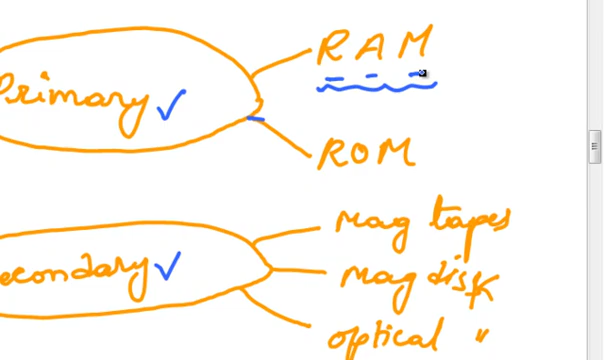 RAM
Primary
ROM
Mag tapes
econdary
Mag disk
optical "